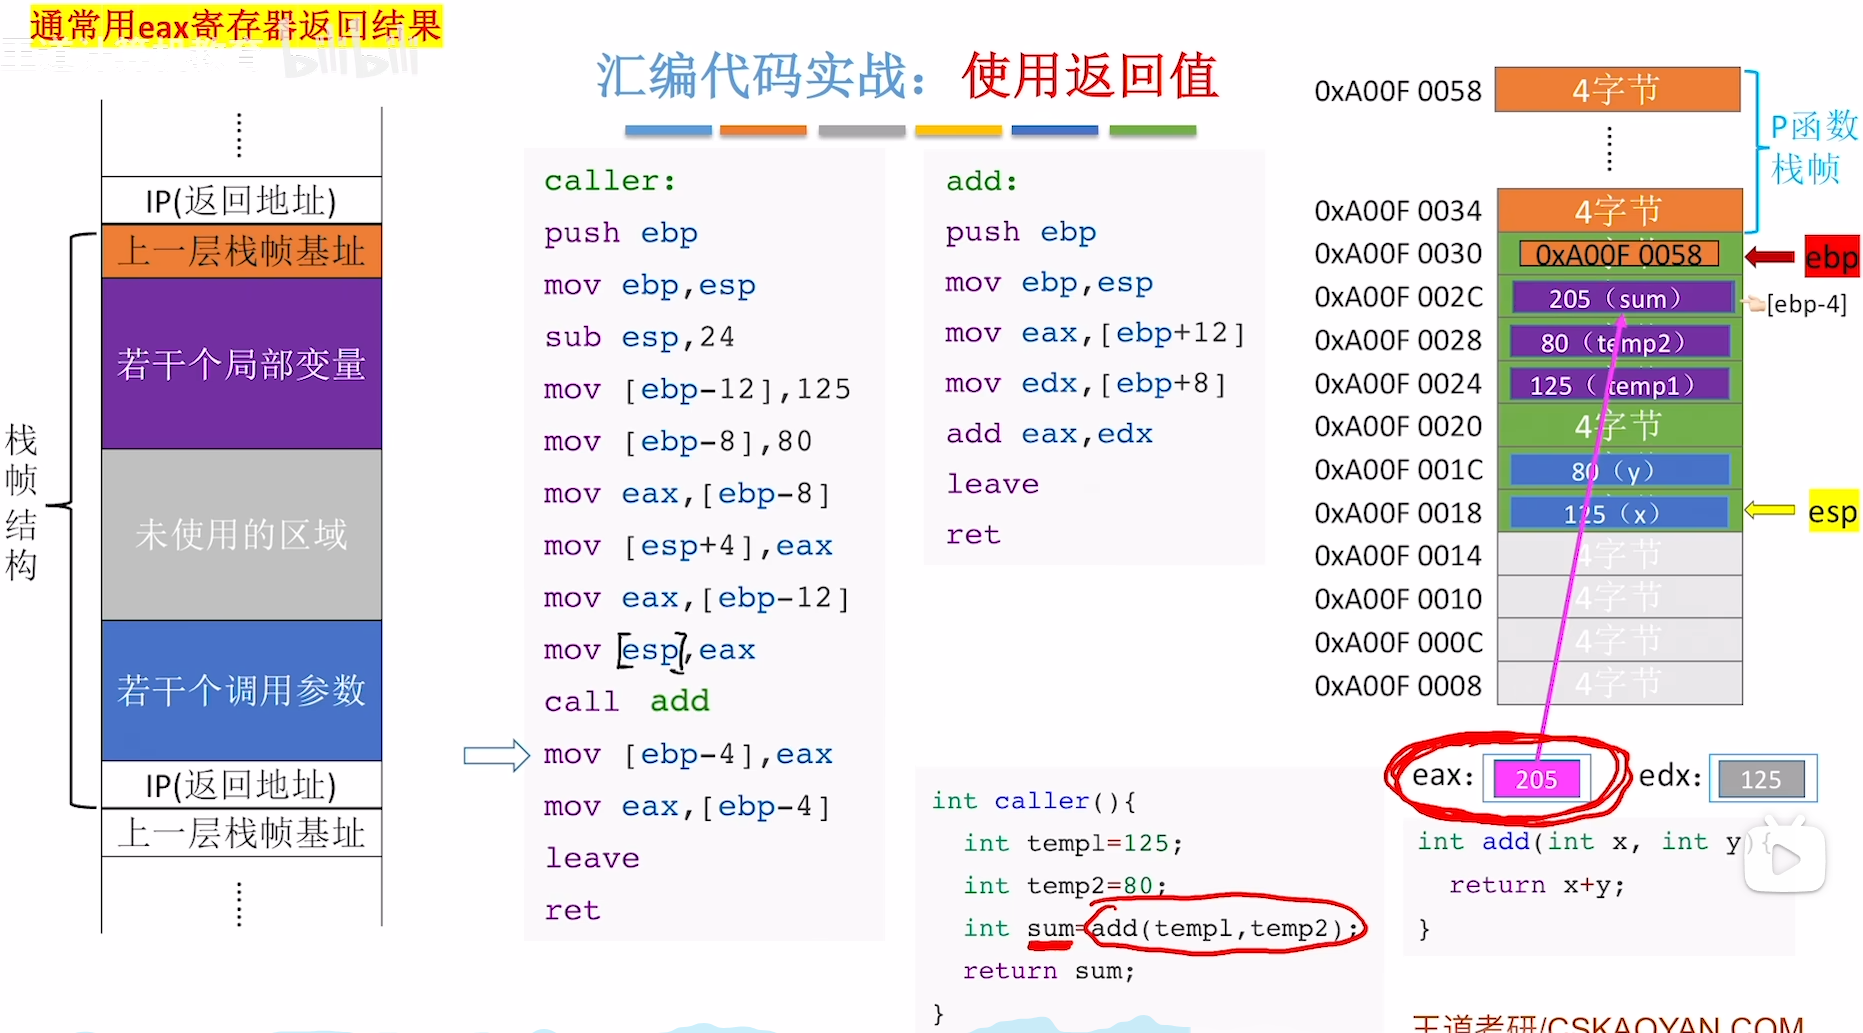 通常用eax寄存器返回结果
bilibili
汇编代码实战：使用返回值
IP(返回地址)
上一层栈帧基址
若干个局部变量
未使用的区域
若干个调用参数
IP(返回地址)
上一层栈帧基址
栈帧结构
caller:
push ebp
mov ebp,esp
sub esp,24
mov [ebp-12],125
mov [ebp-8],80
mov eax,[ebp-8]
mov [esp+4],eax
mov eax,[ebp-12]
mov [esp],eax
call add
mov [ebp-4],eax
mov eax,[ebp-4]
leave
ret
add:
push ebp
mov ebp,esp
mov eax,[ebp+12]
mov edx,[ebp+8]
add eax,edx
leave
ret
0xA00F 0058 4字节
P函数
栈帧
0xA00F 0034 4字节
0xA00F 0030 0xA00F 0058 ebp
0xA00F 002C 205（sum） [ebp-4]
0xA00F 0028 80（temp2）
0xA00F 0024 125（temp1）
0xA00F 0020 4字节
0xA00F 001C 80（y）
0xA00F 0018 125（x） esp
0xA00F 0014 4字节
0xA00F 0010 4字节
0xA00F 000C 4字节
0xA00F 0008 4字节
eax: 205 edx: 125
int caller(){
int temp1=125;
int temp2=80;
int sum=add(temp1,temp2);
return sum;
}
int add(int x, int y){
return x+y;
}
王道考研/CSKAOYAN.COM